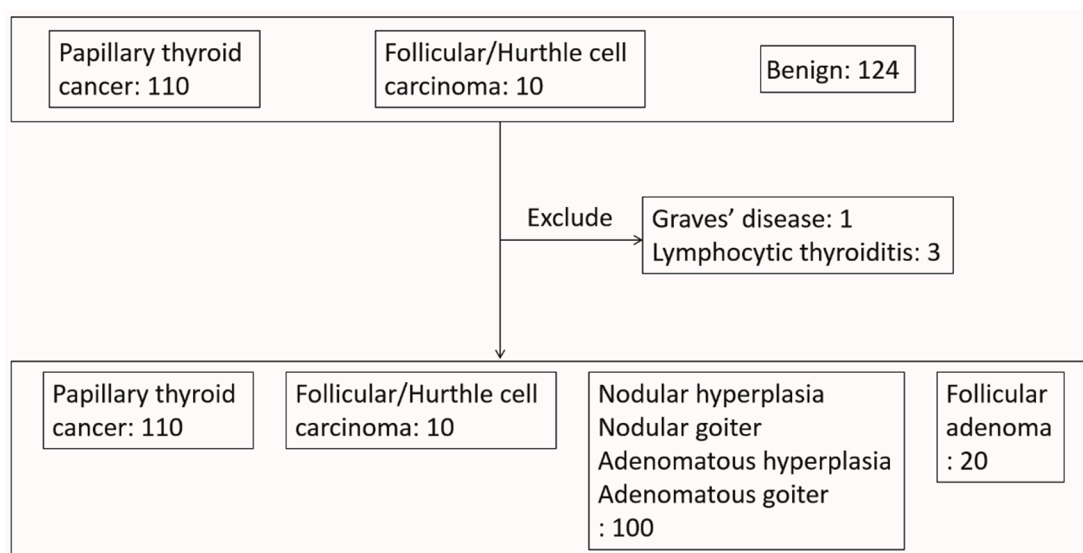 Papillary thyroid
cancer: 110
Follicular/Hurthle cell
carcinoma: 10
Benign: 124
Exclude
Graves’ disease: 1
Lymphocytic thyroiditis: 3
Papillary thyroid
cancer: 110
Follicular/Hurthle cell
carcinoma: 10
Nodular hyperplasia
Nodular goiter
Adenomatous hyperplasia
Adenomatous goiter
: 100
Follicular
adenoma
: 20